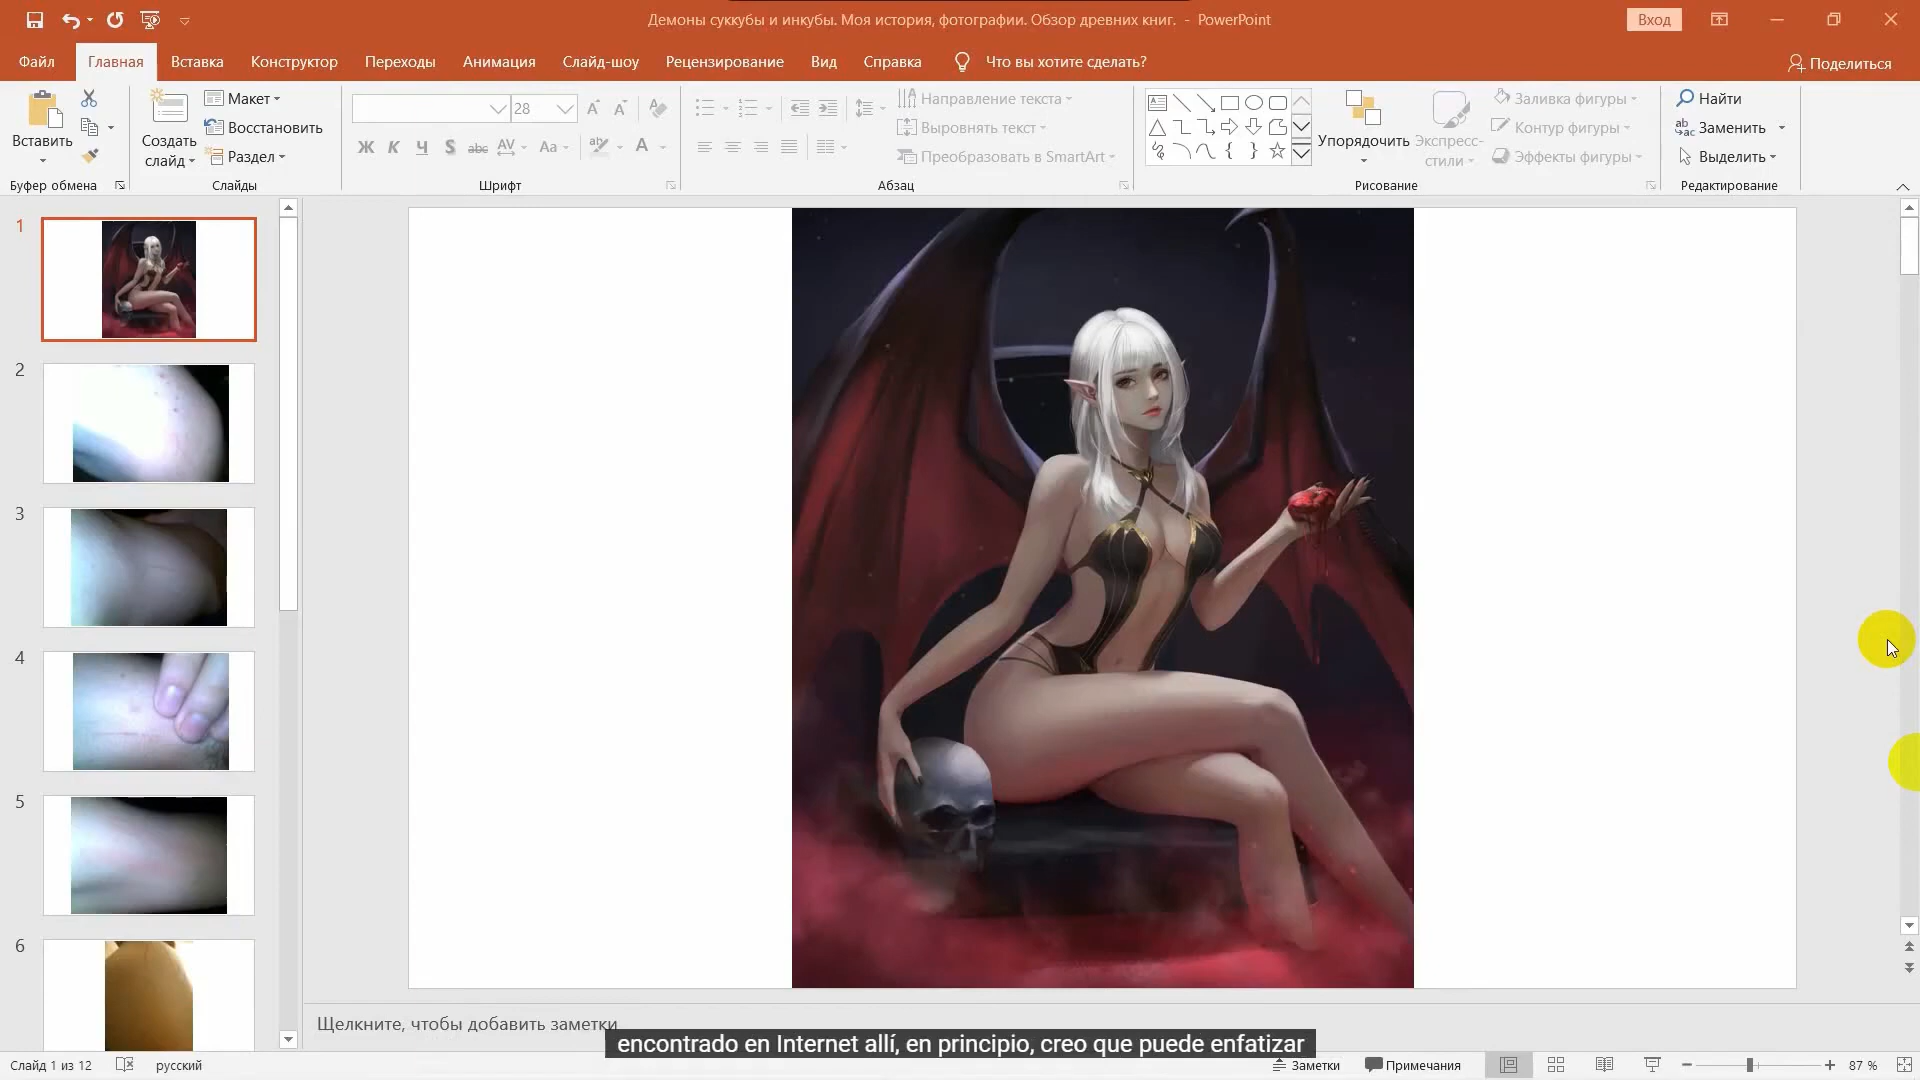 Демоны суккубы и инкубы. Моя история, фотографии. Обзор древних книг. - PowerPoint
Вход
Файл Главная Вставка Конструктор Переходы Анимация Слайд-шоу Рецензирование Вид Справка Что вы хотите сделать? Поделиться
Вставить
Буфер обмена
Создать
слайд
Макет
Восстановить
Раздел
Слайды
28
Ж К Ч S abc AV Aa A
Шрифт
Направление текста
Выровнять текст
Преобразовать в SmartArt
Абзац
Упорядочить
Экспресс-
стили
Заливка фигуры
Контур фигуры
Эффекты фигуры
Рисование
Найти
Заменить
Выделить
Редактирование
1
2
3
4
5
6
Щелкните, чтобы добавить заметки
encontrado en Internet allí, en principio, creo que puede enfatizar
Слайд 1 из 12 русский Заметки Примечания 87 %